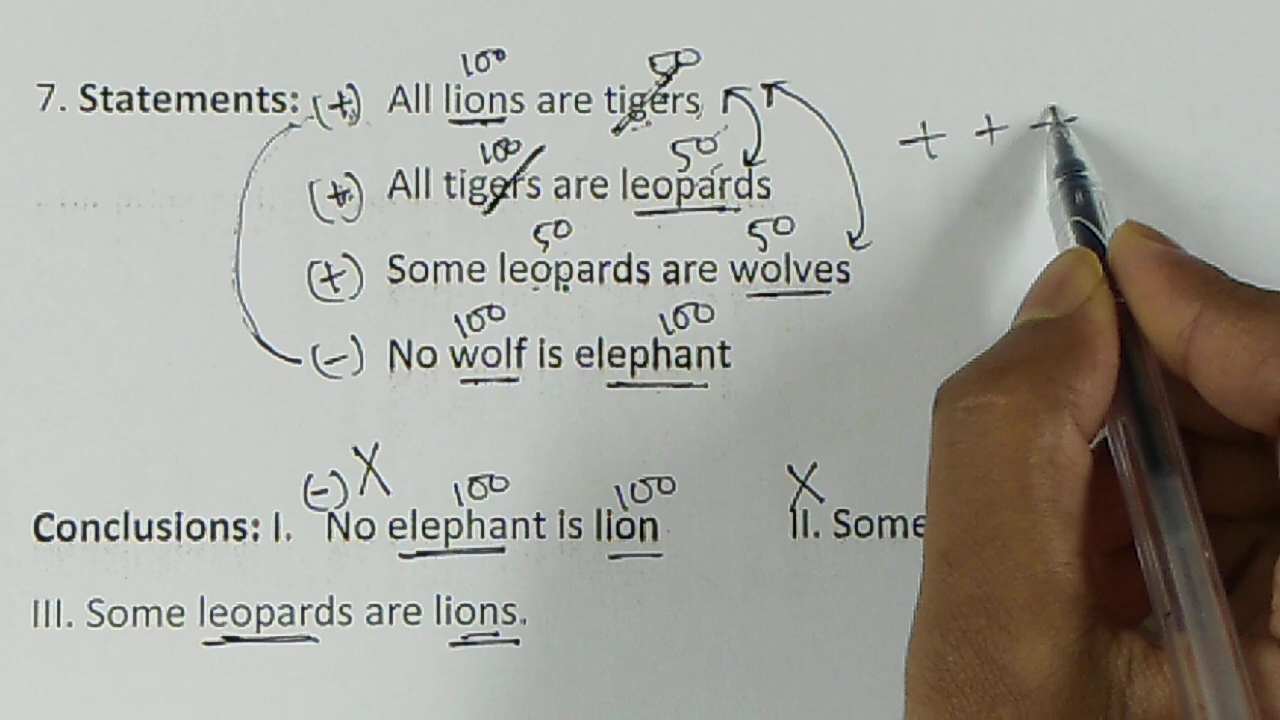 100 50
7. Statements: (+) All lions are tigers,
100 50
(+) All tigers are leopards
50 50
(+) Some leopards are wolves
100 100
(-) No wolf is elephant
+ + +
(-) X 100 100 X
Conclusions: I. No elephant is lion II. Some
III. Some leopards are lions.